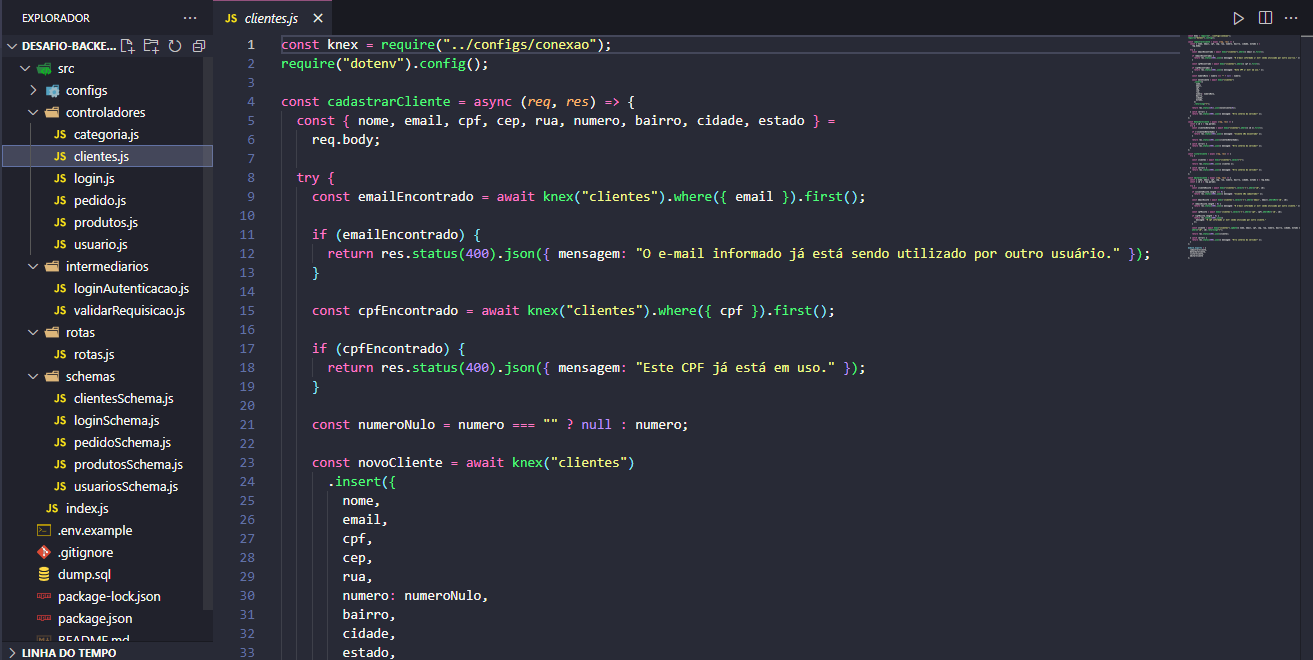 EXPLORADOR
DESAFIO-BACKE...
src
configs
controladores
JS categoria.js
JS clientes.js
JS login.js
JS pedido.js
JS produtos.js
JS usuario.js
intermediarios
JS loginAutenticacao.js
JS validarRequisicao.js
rotas
JS rotas.js
schemas
JS clientesSchema.js
JS loginSchema.js
JS pedidoSchema.js
JS produtosSchema.js
JS usuariosSchema.js
JS index.js
.env.example
.gitignore
dump.sql
package-lock.json
package.json
README.md
LINHA DO TEMPO
JS clientes.js
1 const knex = require("../configs/conexao");
2 require("dotenv").config();
3
4 const cadastrarCliente = async (req, res) => {
5 const { nome, email, cpf, cep, rua, numero, bairro, cidade, estado } =
6 req.body;
7
8 try {
9 const emailEncontrado = await knex("clientes").where({ email }).first();
10
11 if (emailEncontrado) {
12 return res.status(400).json({ mensagem: "O e-mail informado já está sendo utilizado por outro usuário." });
13 }
14
15 const cpfEncontrado = await knex("clientes").where({ cpf }).first();
16
17 if (cpfEncontrado) {
18 return res.status(400).json({ mensagem: "Este CPF já está em uso." });
19 }
20
21 const numeroNulo = numero === "" ? null : numero;
22
23 const novoCliente = await knex("clientes")
24 .insert({
25 nome,
26 email,
27 cpf,
28 cep,
29 rua,
30 numero: numeroNulo,
31 bairro,
32 cidade,
33 estado,